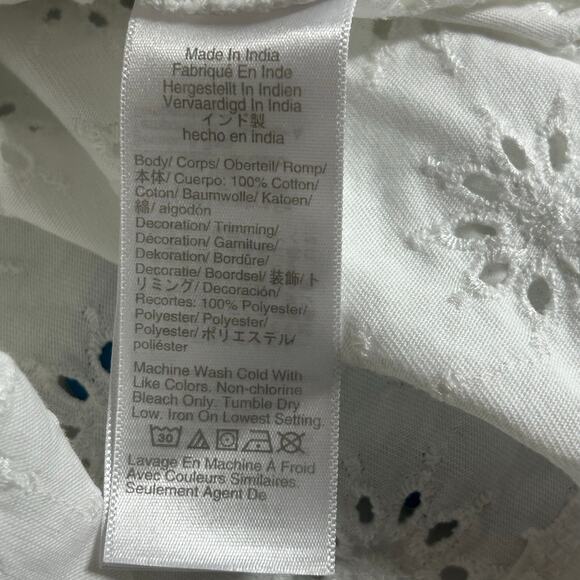 Made In India
Fabriqué En Inde
Hergestellt In Indien
Vervaardigd In India
インド製
hecho en india
Body/ Corps/ Oberteil/ Romp/
本体/ Cuerpo: 100% Cotton/
Coton/ Baumwolle/ Katoen/
綿/ algodón
Decoration/ Trimming/
Décoration/ Garniture/
Dekoration/ Bordüre/
Decoratie/ Boordsel/ 装飾/ ト
リミング/ Decoración/
Recortes: 100% Polyester/
Polyester/ Polyester/
Polyester/ ポリエステル/
poliéster
Machine Wash Cold With
Like Colors. Non-chlorine
Bleach Only. Tumble Dry
Low. Iron On Lowest Setting.
30
Lavage En Machine À Froid
Avec Couleurs Similaires.
Seulement Agent De